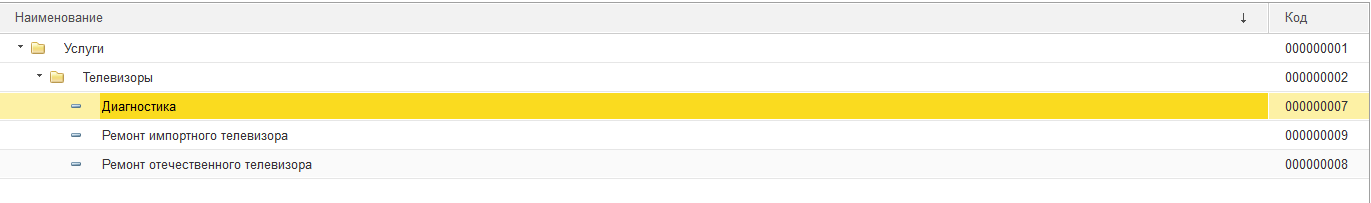 Наименование ↓ Код
Услуги 000000001
Телевизоры 000000002
Диагностика 000000007
Ремонт импортного телевизора 000000009
Ремонт отечественного телевизора 000000008